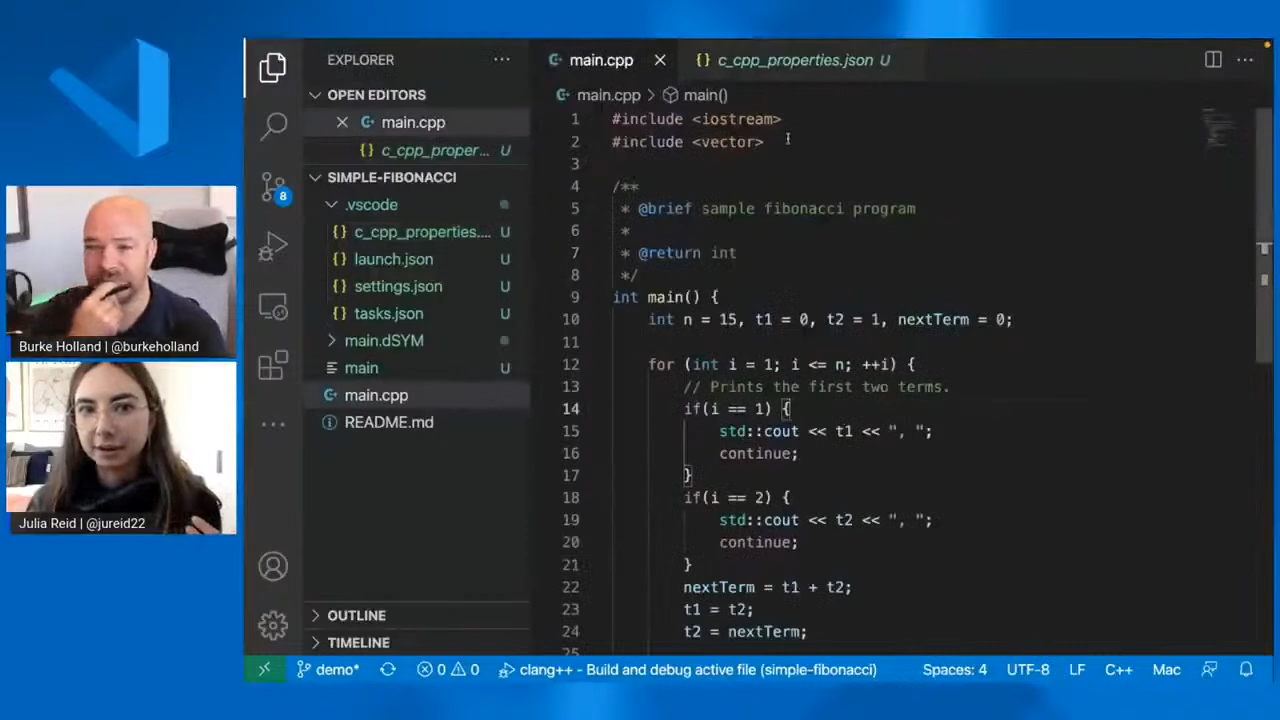 EXPLORER
···
OPEN EDITORS
main.cpp
{} c_cpp_proper... U
SIMPLE-FIBONACCI
.vscode
{} c_cpp_properties.... U
{} launch.json U
{} settings.json U
{} tasks.json U
main.dSYM
main U
main.cpp
README.md
OUTLINE
TIMELINE
8
main.cpp
{} c_cpp_properties.json U
···
main.cpp > main()
1 #include <iostream>
2 #include <vector>
3
4 /**
5 * @brief sample fibonacci program
6 *
7 * @return int
8 */
9 int main() {
10 int n = 15, t1 = 0, t2 = 1, nextTerm = 0;
11
12 for (int i = 1; i <= n; ++i) {
13 // Prints the first two terms.
14 if(i == 1) {
15 std::cout << t1 << ", ";
16 continue;
17 }
18 if(i == 2) {
19 std::cout << t2 << ", ";
20 continue;
21 }
22 nextTerm = t1 + t2;
23 t1 = t2;
24 t2 = nextTerm;
25
Burke Holland | @burkeholland
Julia Reid | @jureid22
demo* 0 0 clang++ - Build and debug active file (simple-fibonacci) Spaces: 4 UTF-8 LF C++ Mac